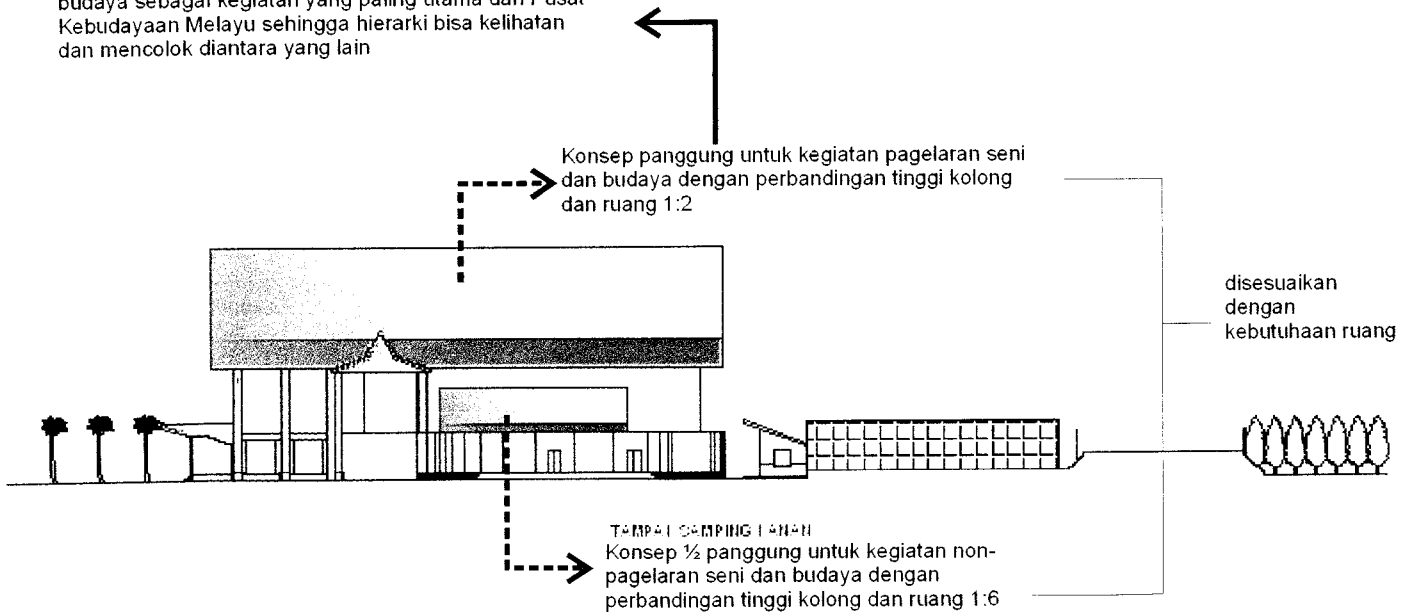 budaya sebagai kegiatan yang paling utama dari Pusat
Kebudayaan Melayu sehingga hierarki bisa kelihatan
dan mencolok diantara yang lain
Konsep panggung untuk kegiatan pagelaran seni
dan budaya dengan perbandingan tinggi kolong
dan ruang 1:2
disesuaikan
dengan
kebutuhaan ruang
TAMPAK SAMPING KANAN
Konsep ½ panggung untuk kegiatan non-
pagelaran seni dan budaya dengan
perbandingan tinggi kolong dan ruang 1:6